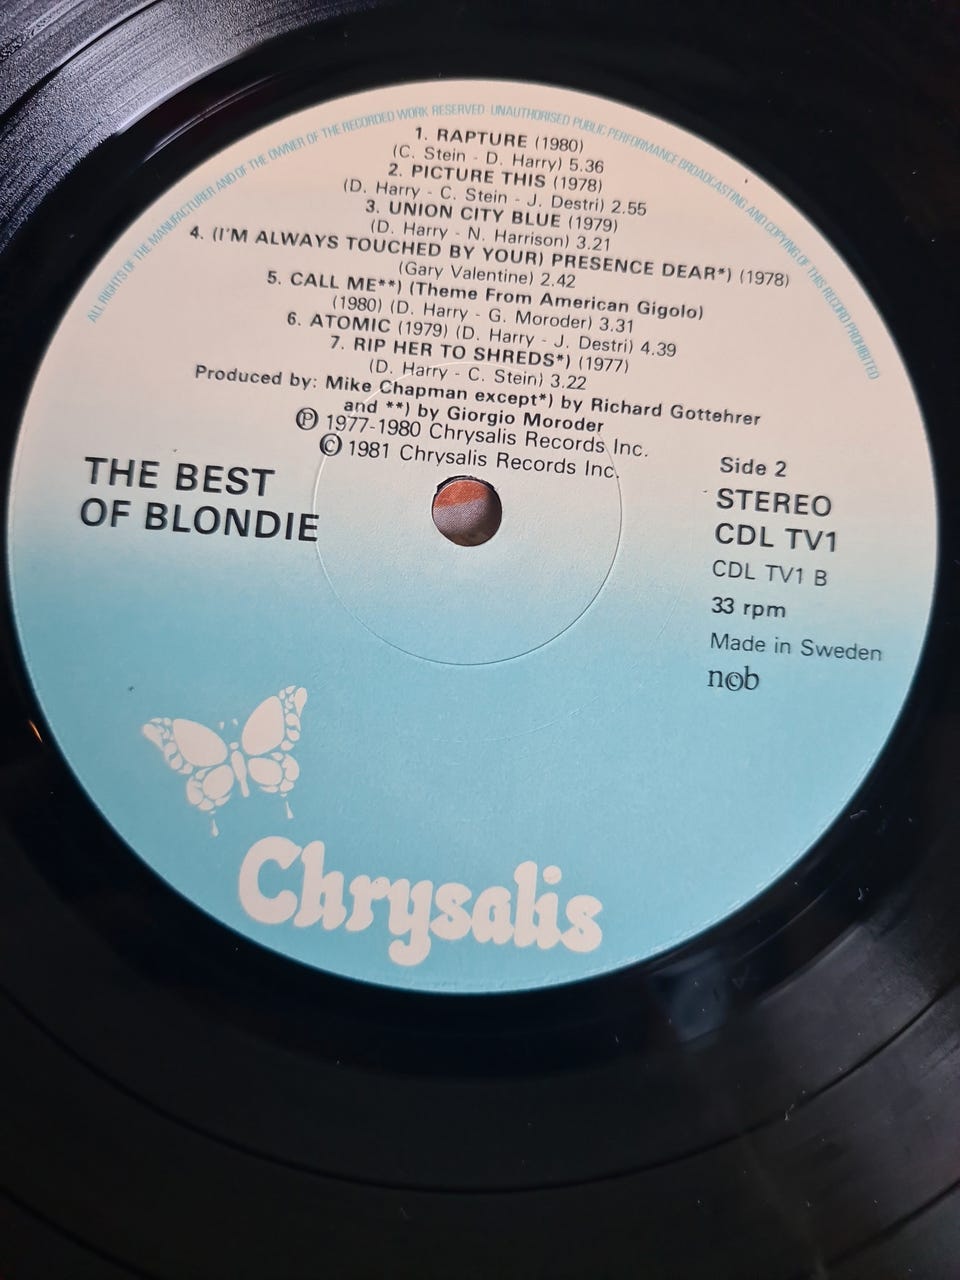 ALL RIGHTS OF THE MANUFACTURER AND OF THE OWNER OF THE RECORDED WORK RESERVED · UNAUTHORISED PUBLIC PERFORMANCE BROADCASTING AND COPYING OF THIS RECORD PROHIBITED
1. RAPTURE (1980)
(C. Stein - D. Harry) 5.36
2. PICTURE THIS (1978)
(D. Harry - C. Stein - J. Destri) 2.55
3. UNION CITY BLUE (1979)
(D. Harry - N. Harrison) 3.21
4. (I'M ALWAYS TOUCHED BY YOUR) PRESENCE DEAR*) (1978)
(Gary Valentine) 2.42
5. CALL ME**) (Theme From American Gigolo)
(1980) (D. Harry - G. Moroder) 3.31
6. ATOMIC (1979) (D. Harry - J. Destri) 4.39
7. RIP HER TO SHREDS*) (1977)
(D. Harry - C. Stein) 3.22
Produced by: Mike Chapman except*) by Richard Gottehrer
and **) by Giorgio Moroder
Ⓟ 1977-1980 Chrysalis Records Inc.
© 1981 Chrysalis Records Inc.
THE BEST
OF BLONDIE
Side 2
STEREO
CDL TV1
CDL TV1 B
33 rpm
Made in Sweden
n©b
Chrysalis